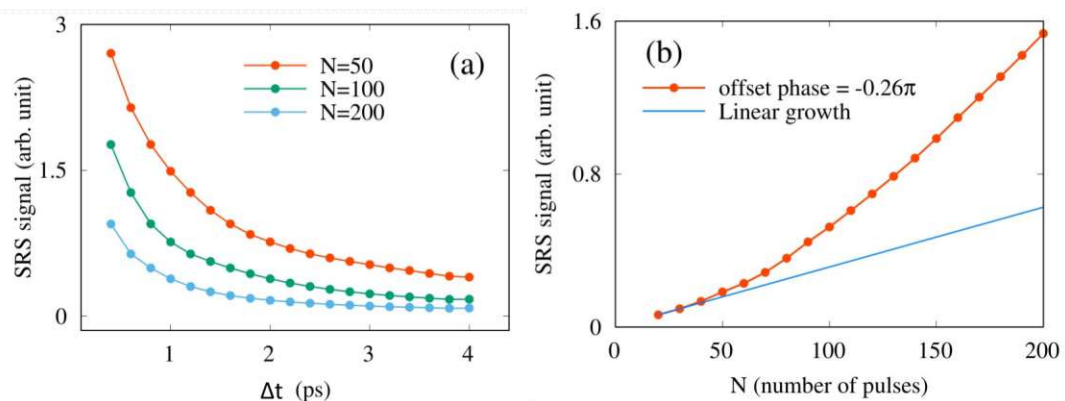 3
1.5
0
SRS signal (arb. unit)
N=50
N=100
N=200
(a)
1
2
3
4
Δt (ps)
1.6
0.8
0
SRS signal (arb. unit)
(b)
offset phase = -0.26π
Linear growth
0
50
100
150
200
N (number of pulses)